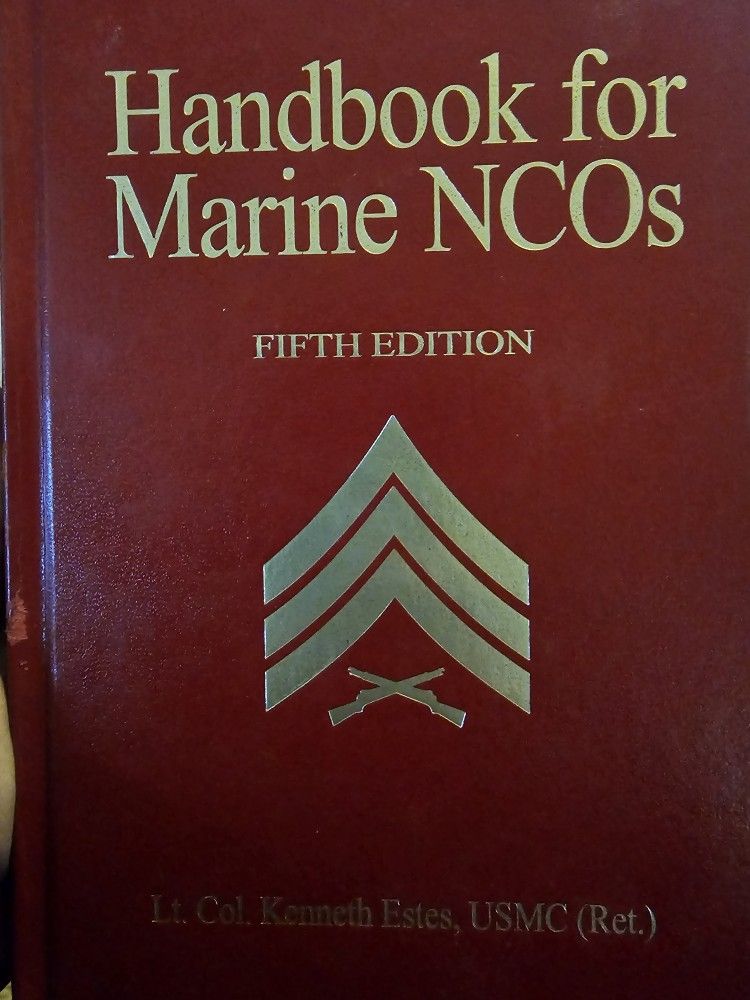 Handbook for
Marine NCOs
FIFTH EDITION
Lt. Col. Kenneth Estes, USMC (Ret.)